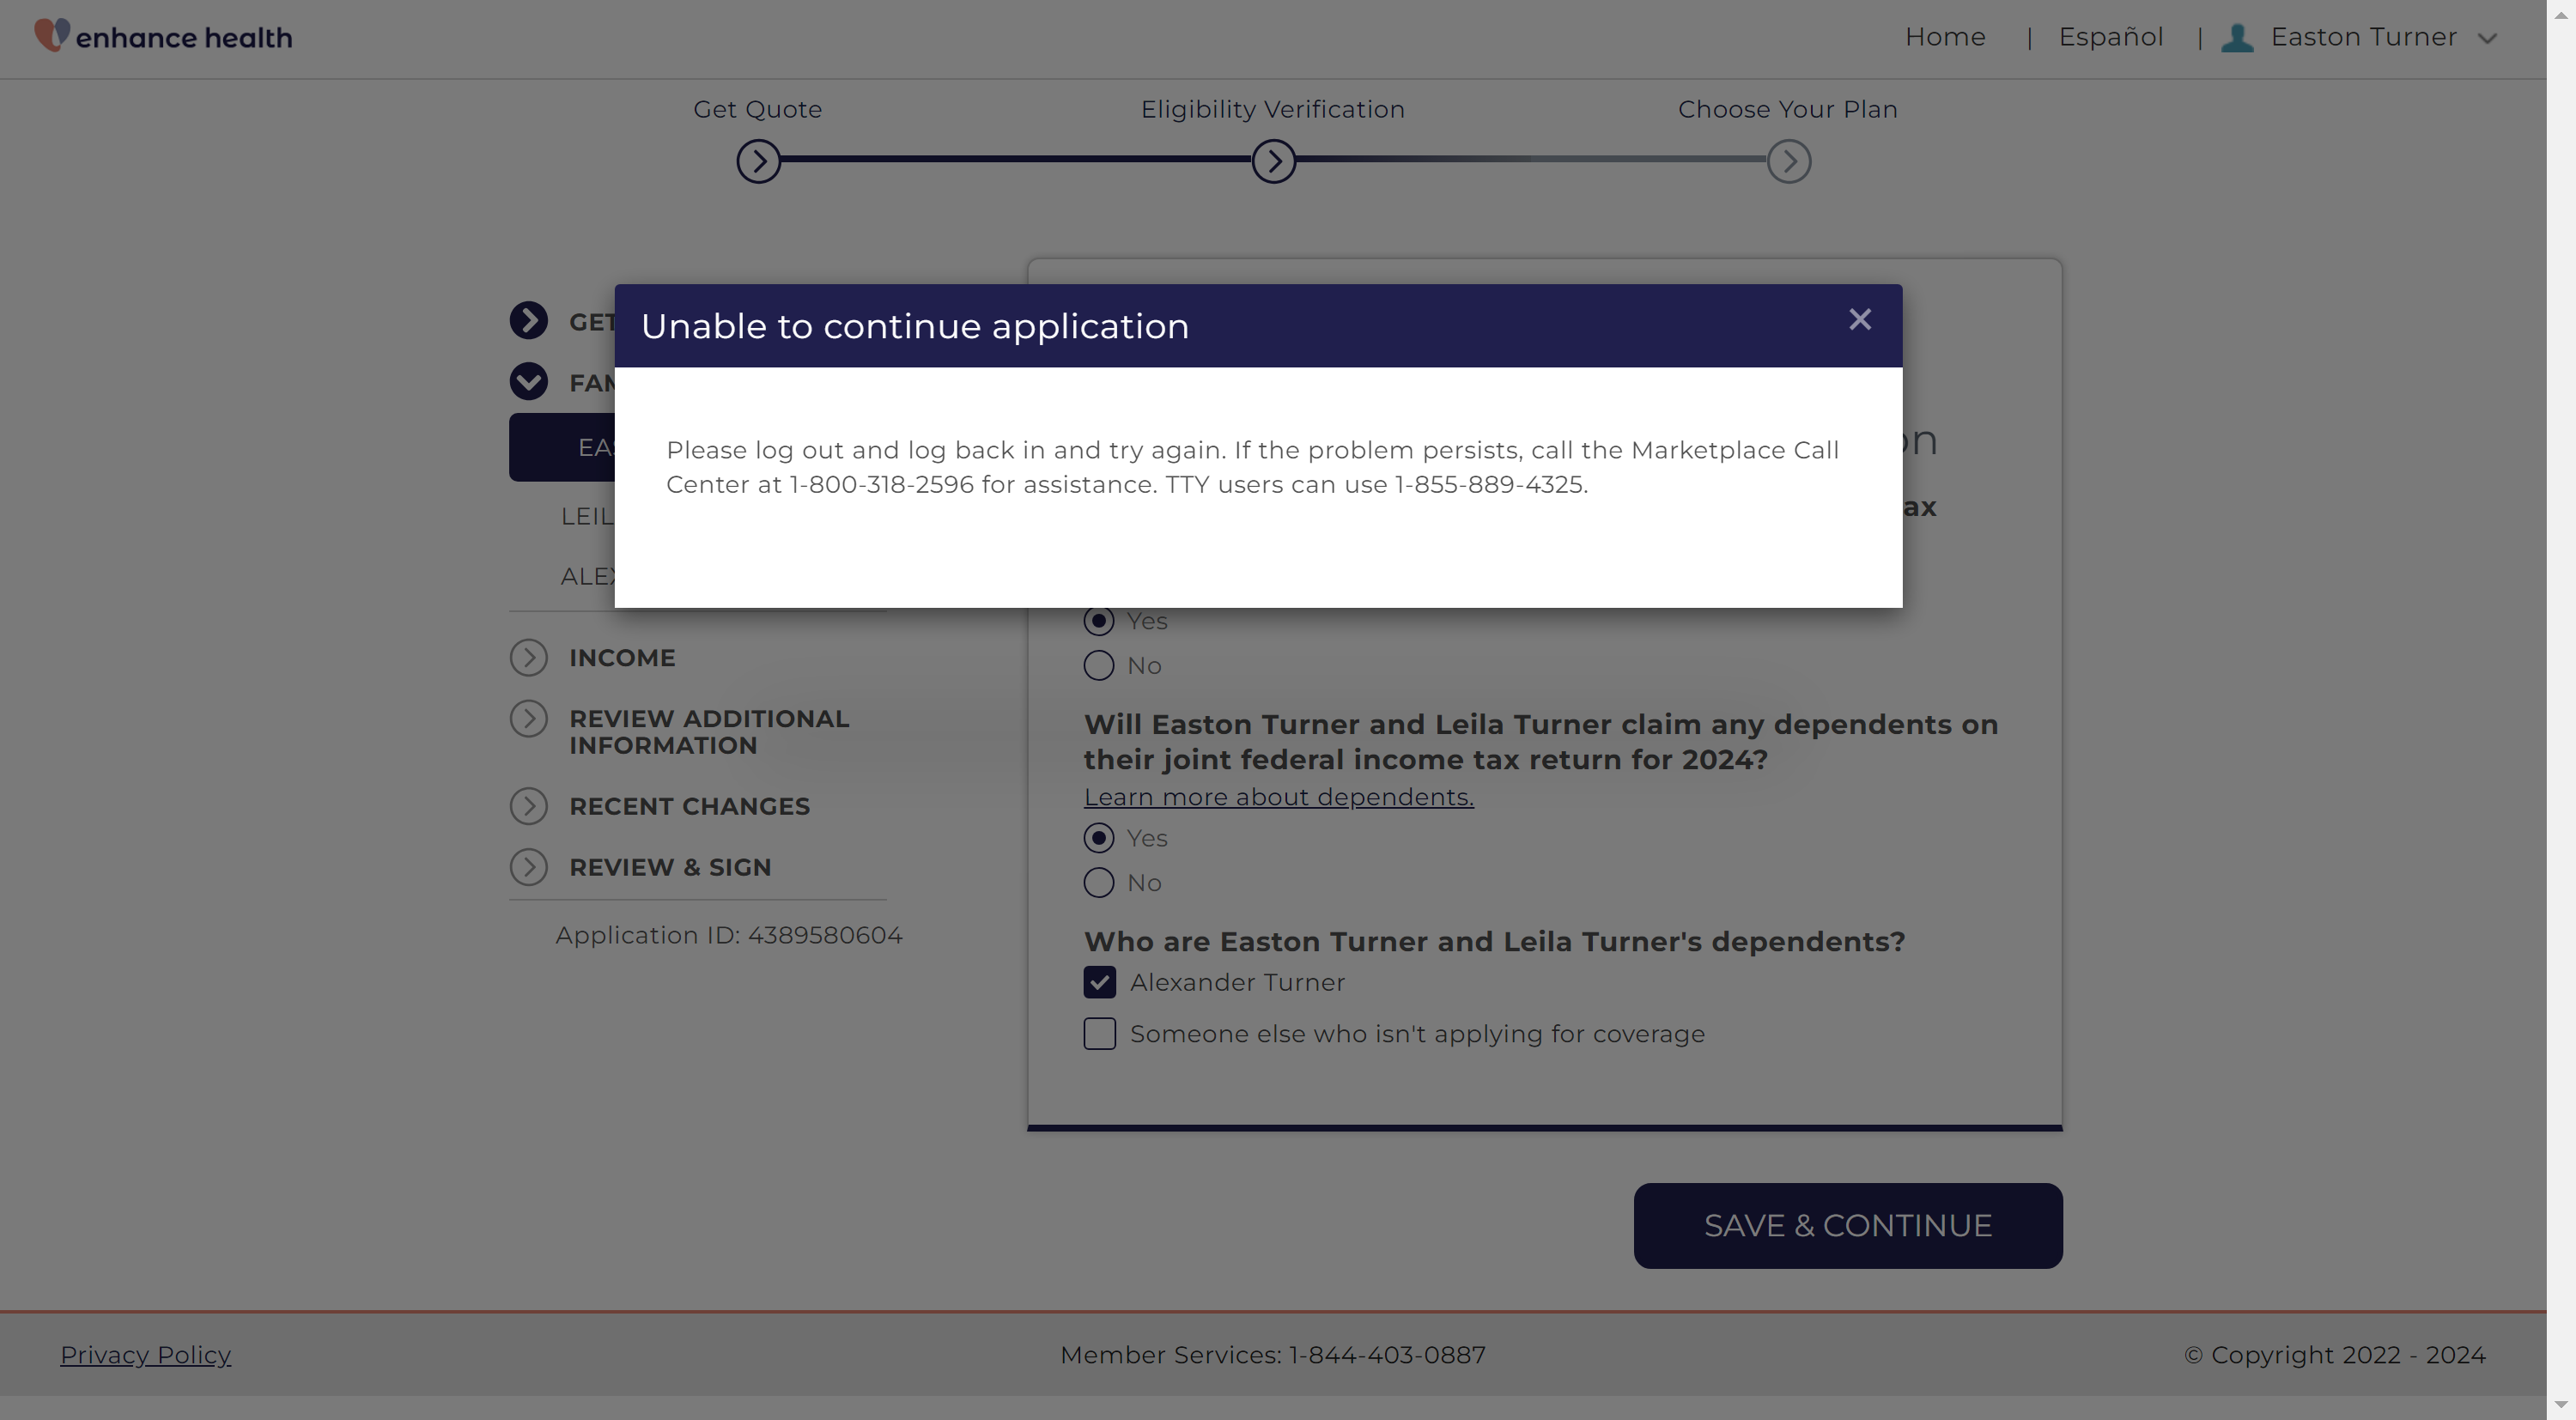 enhance health
Home | Español | Easton Turner
Get Quote
Eligibility Verification
Choose Your Plan
Unable to continue application
Please log out and log back in and try again. If the problem persists, call the Marketplace Call
Center at 1-800-318-2596 for assistance. TTY users can use 1-855-889-4325.
GET
INCOME
REVIEW ADDITIONAL
INFORMATION
RECENT CHANGES
REVIEW & SIGN
Application ID: 4389580604
Yes
No
Will Easton Turner and Leila Turner claim any dependents on
their joint federal income tax return for 2024?
Learn more about dependents.
Yes
No
Who are Easton Turner and Leila Turner's dependents?
Alexander Turner
Someone else who isn't applying for coverage
SAVE & CONTINUE
Privacy Policy
Member Services: 1-844-403-0887
© Copyright 2022 - 2024